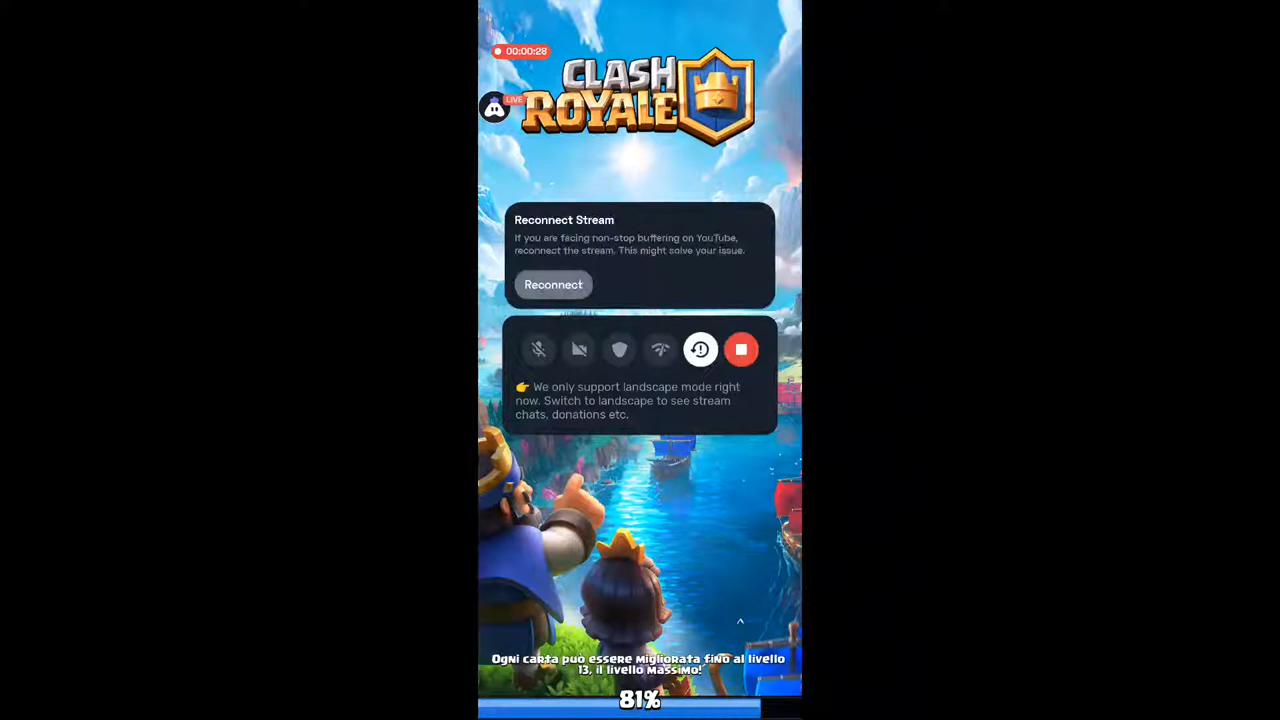 00:00:28
CLASH
ROYALE
LIVE
Reconnect Stream
If you are facing non-stop buffering on YouTube,
reconnect the stream. This might solve your issue.
Reconnect
👉 We only support landscape mode right
now. Switch to landscape to see stream
chats, donations etc.
Ogni carta può essere migliorata fino al livello
13, il livello massimo!
81%